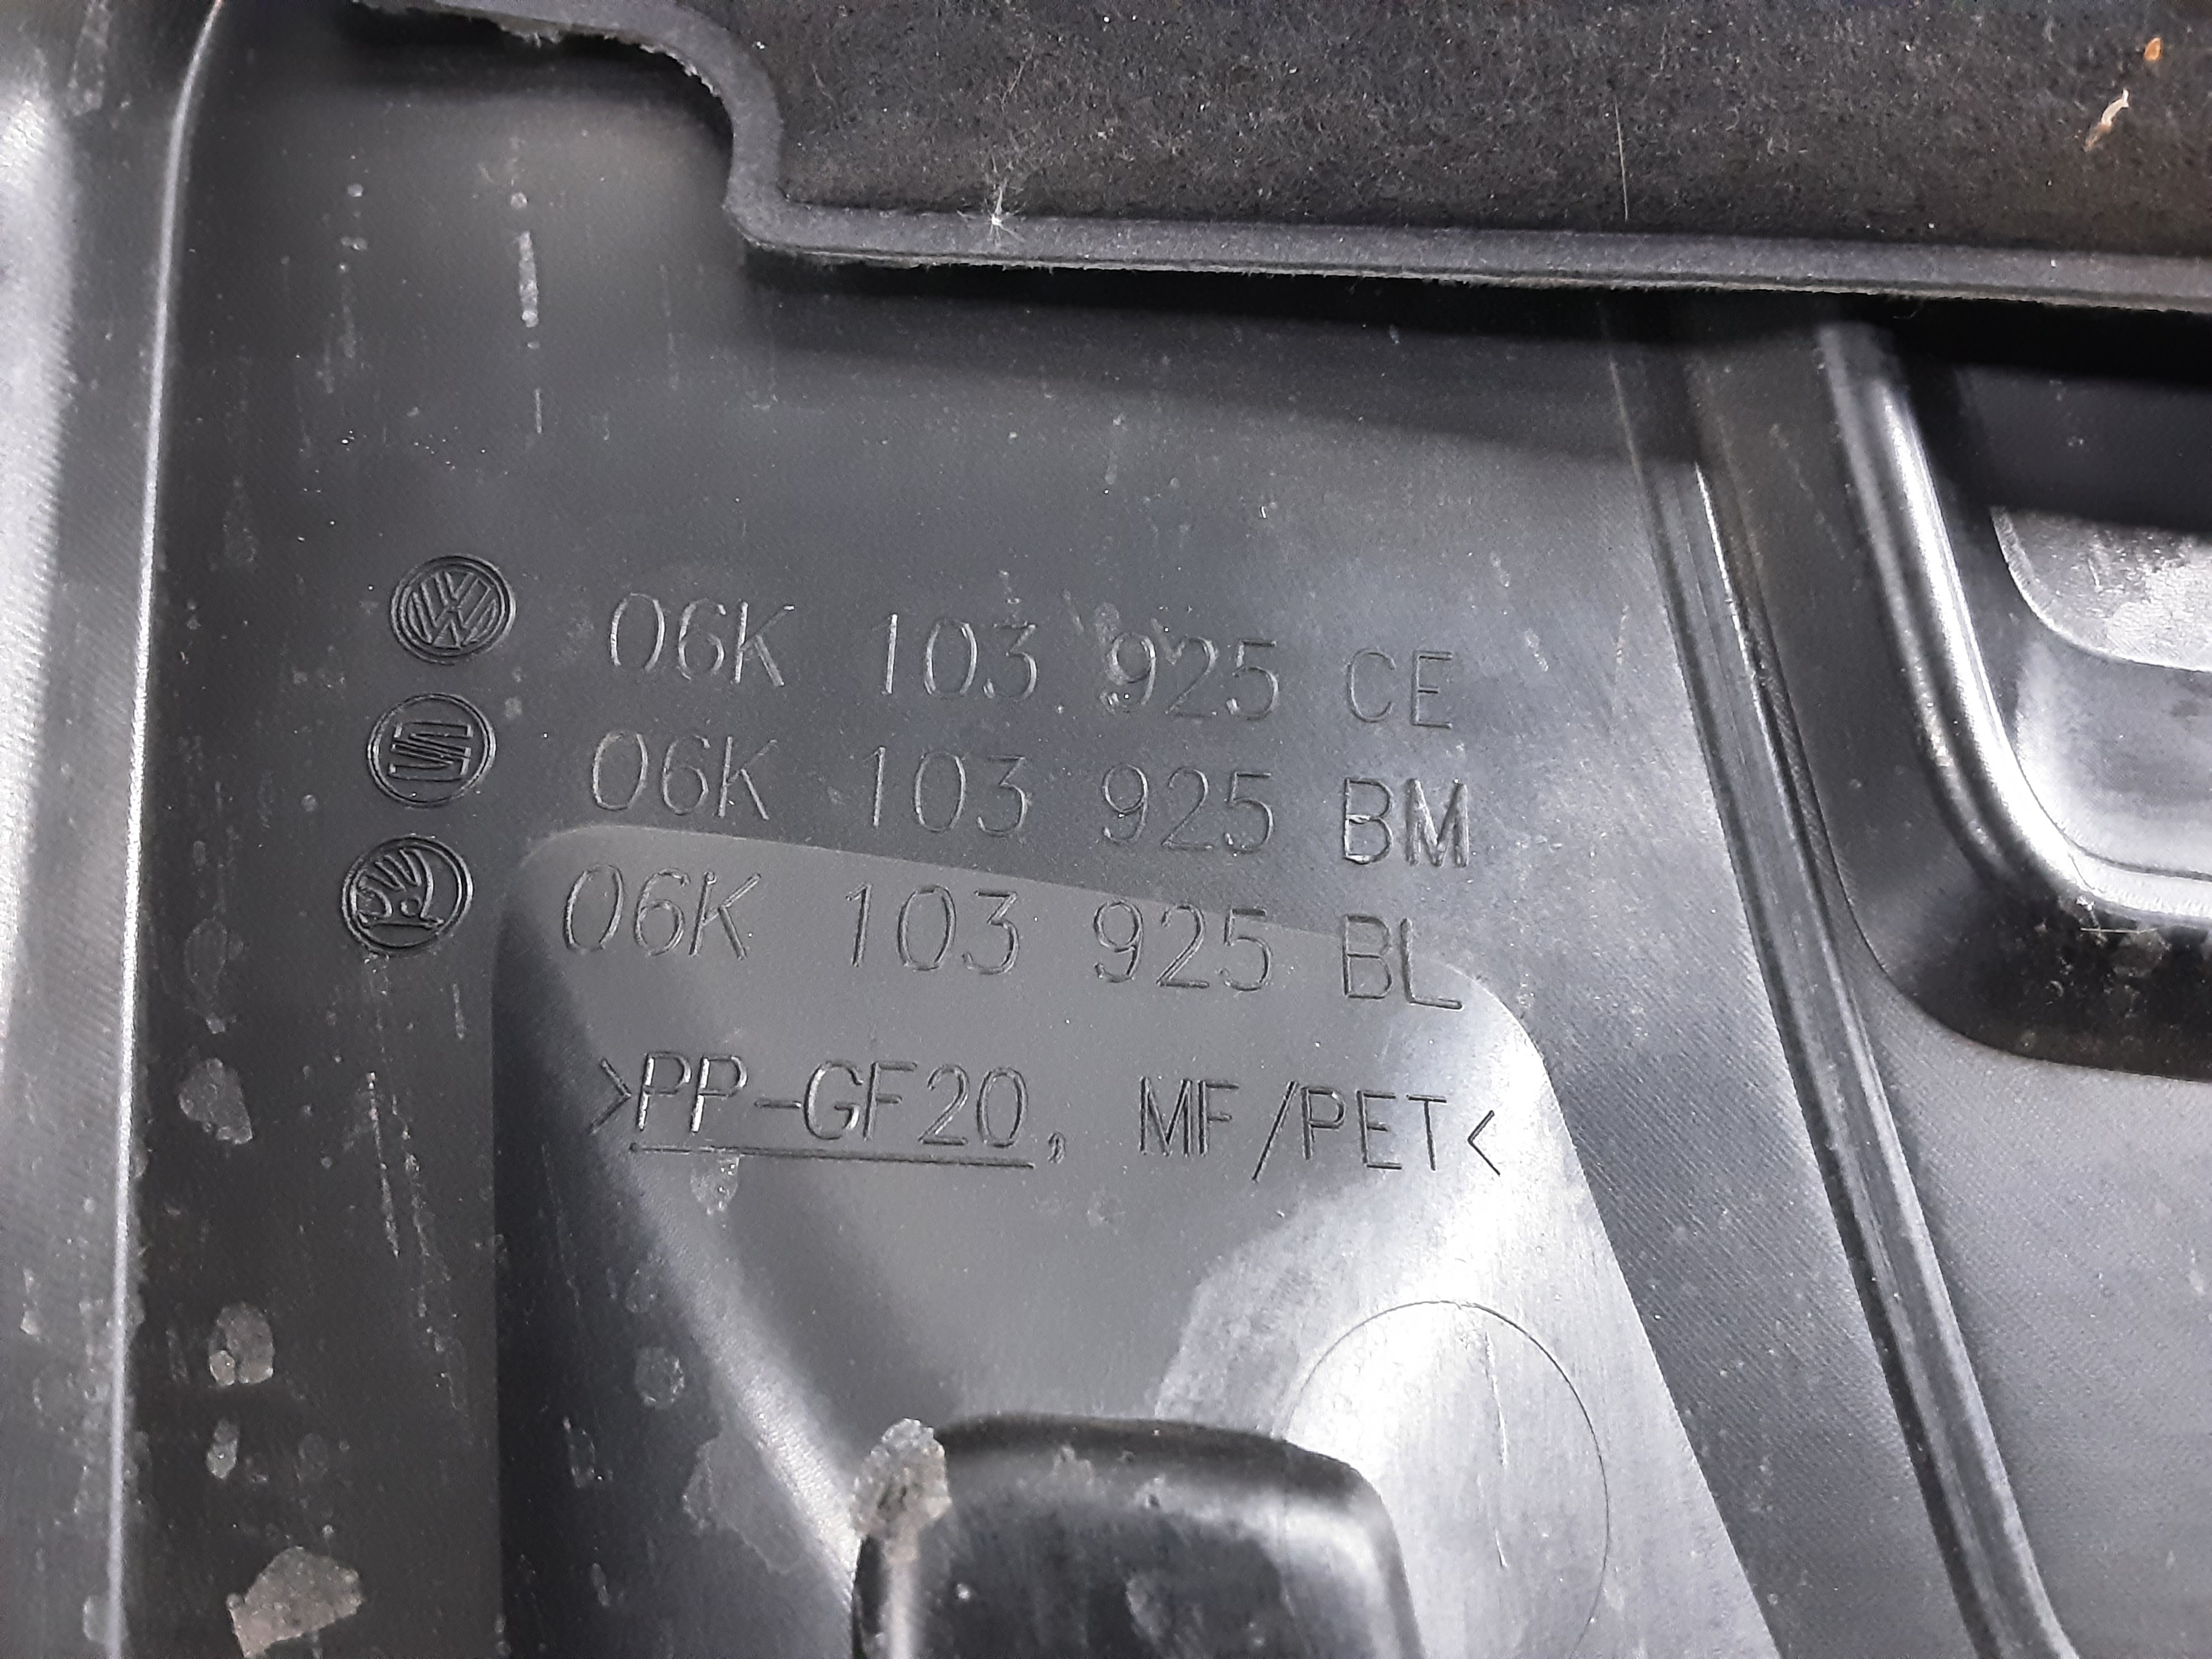 06K 103 925 CE
06K 103 925 BM
06K 103 925 BL
>PP-GF20, MF/PET<